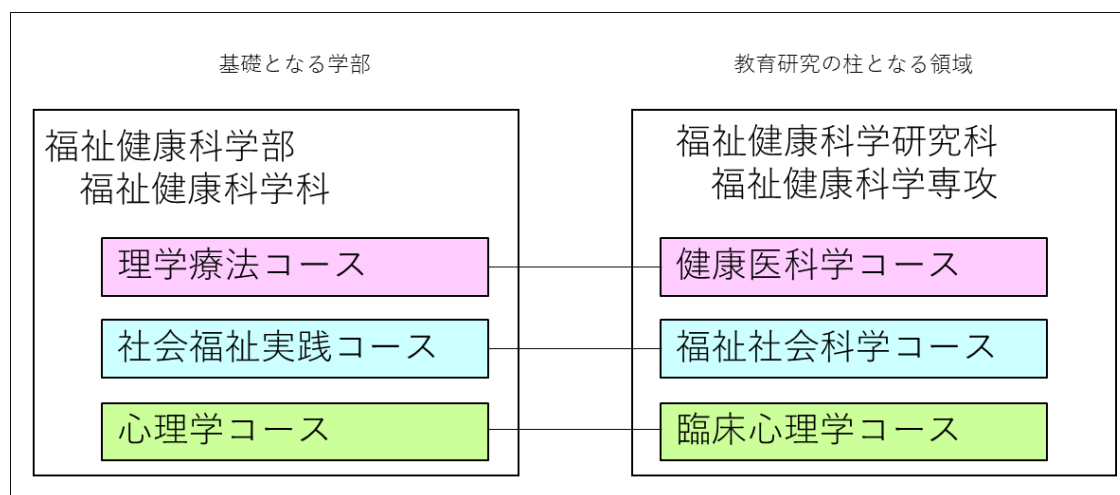 基礎となる学部
教育研究の柱となる領域
福祉健康科学部
福祉健康科学科
理学療法コース
社会福祉実践コース
心理学コース
福祉健康科学研究科
福祉健康科学専攻
健康医科学コース
福祉社会科学コース
臨床心理学コース